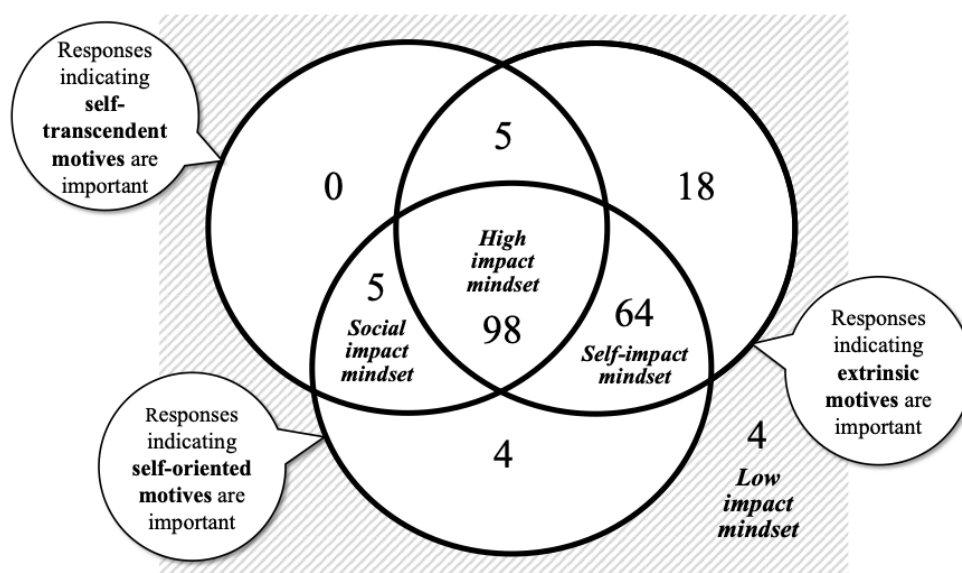 Responses
indicating
self-
transcendent
motives are
important
5
0
18
High
impact
mindset
98
5
Social
impact
mindset
64
Self-impact
mindset
Responses
indicating
extrinsic
motives are
important
Responses
indicating
self-oriented
motives are
important
4
4
Low
impact
mindset